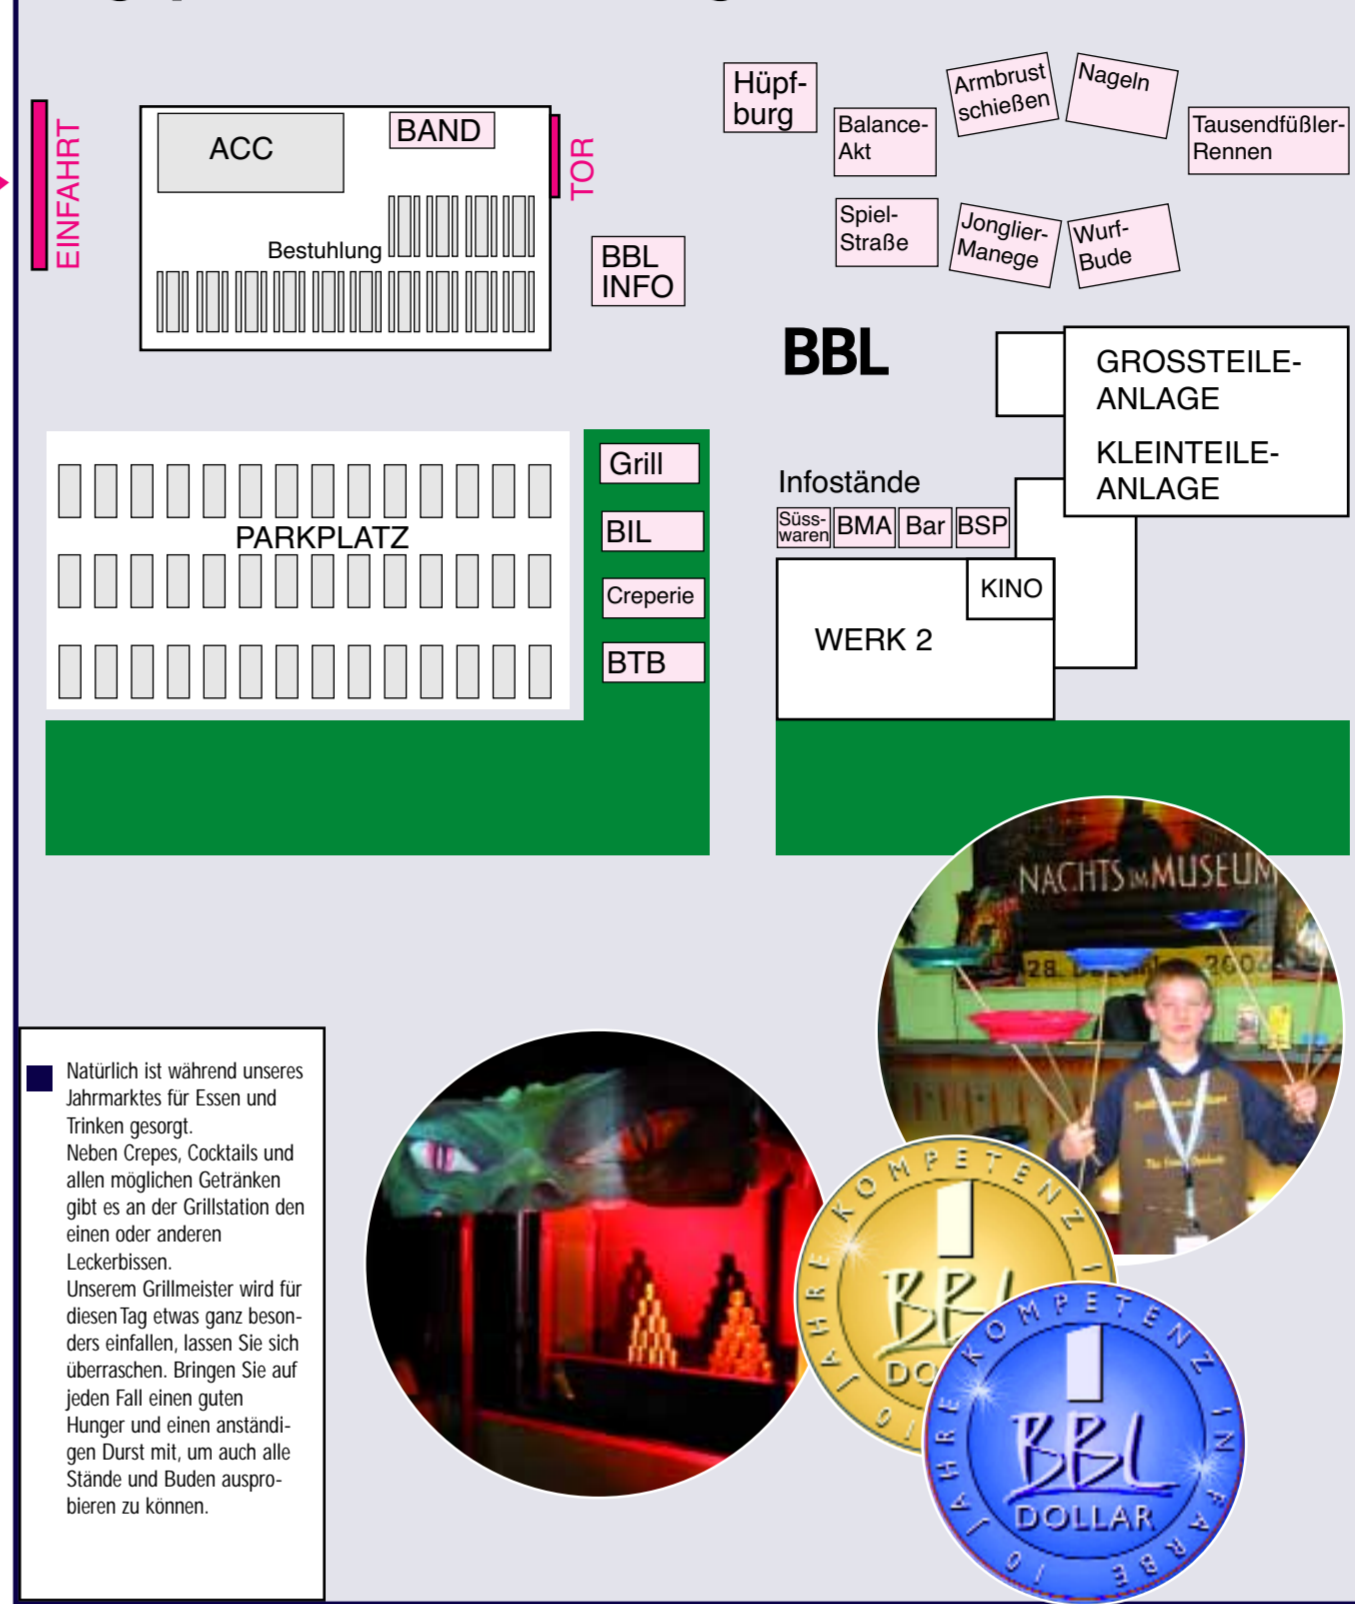 EINFAHRT
ACC
BAND
TOR
Bestuhlung
BBL
INFO
Hüpf-
burg
Balance-
Akt
Armbrust
schießen
Nageln
Tausendfüßler-
Rennen
Spiel-
Straße
Jonglier-
Manege
Wurf-
Bude
BBL
GROSSTEILE-
ANLAGE
KLEINTEILE-
ANLAGE
PARKPLATZ
Grill
BIL
Creperie
BTB
Infostände
Süss-
waren
BMA
Bar
BSP
KINO
WERK 2
NACHTS IM MUSEUM
Natürlich ist während unseres
Jahrmarktes für Essen und
Trinken gesorgt.
Neben Crepes, Cocktails und
allen möglichen Getränken
gibt es an der Grillstation den
einen oder anderen
Leckerbissen.
Unserem Grillmeister wird für
diesen Tag etwas ganz beson-
ders einfallen, lassen Sie sich
überraschen. Bringen Sie auf
jeden Fall einen guten
Hunger und einen anständi-
gen Durst mit, um auch alle
Stände und Buden auspro-
bieren zu können.
10 JAHRE KOMPETENZ I
1
BBL
DO
10 JAHRE KOMPETENZ IN FARBE
1
BBL
DOLLAR